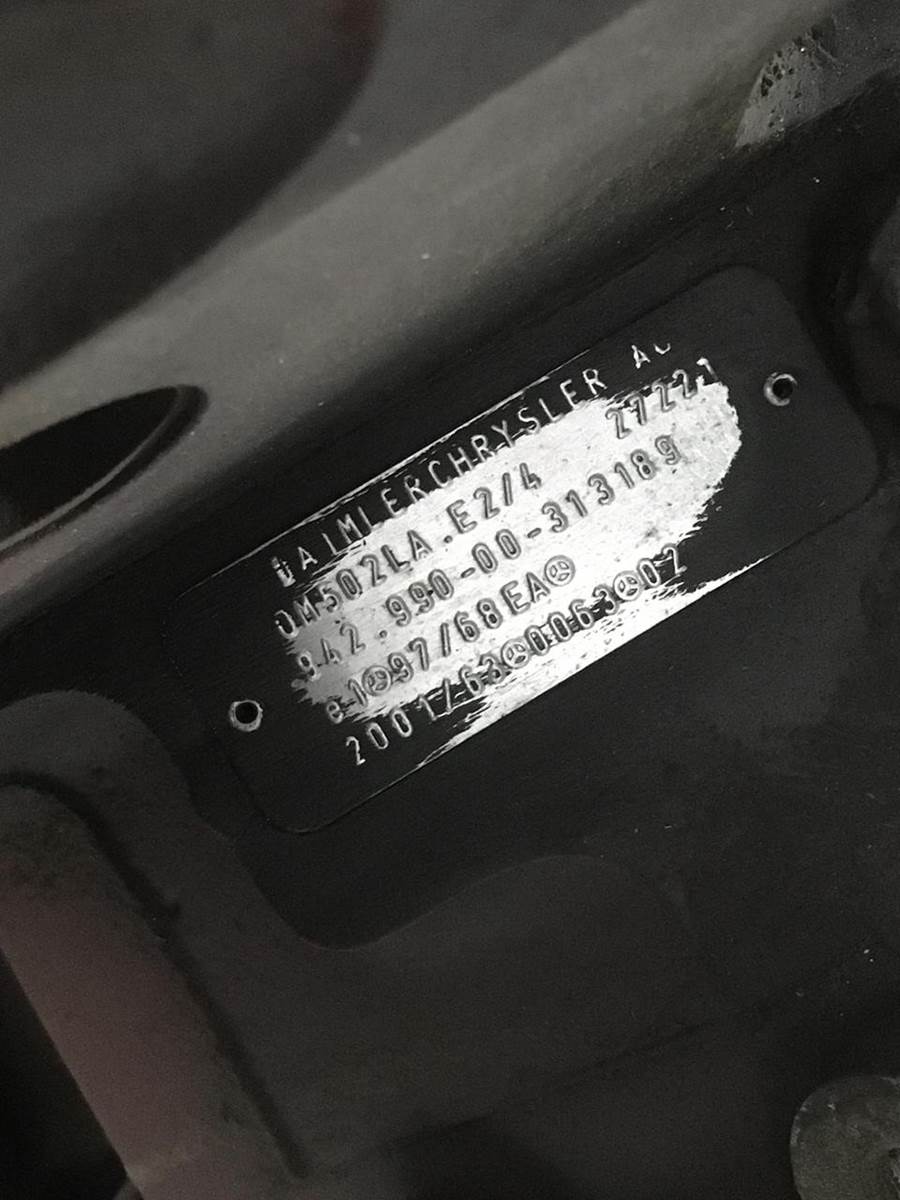 DAIMLERCHRYSLER AG
OM502LA.E2/4 27221
942.990-00-313189
e1*97/68EA*
2001/63*0063*02